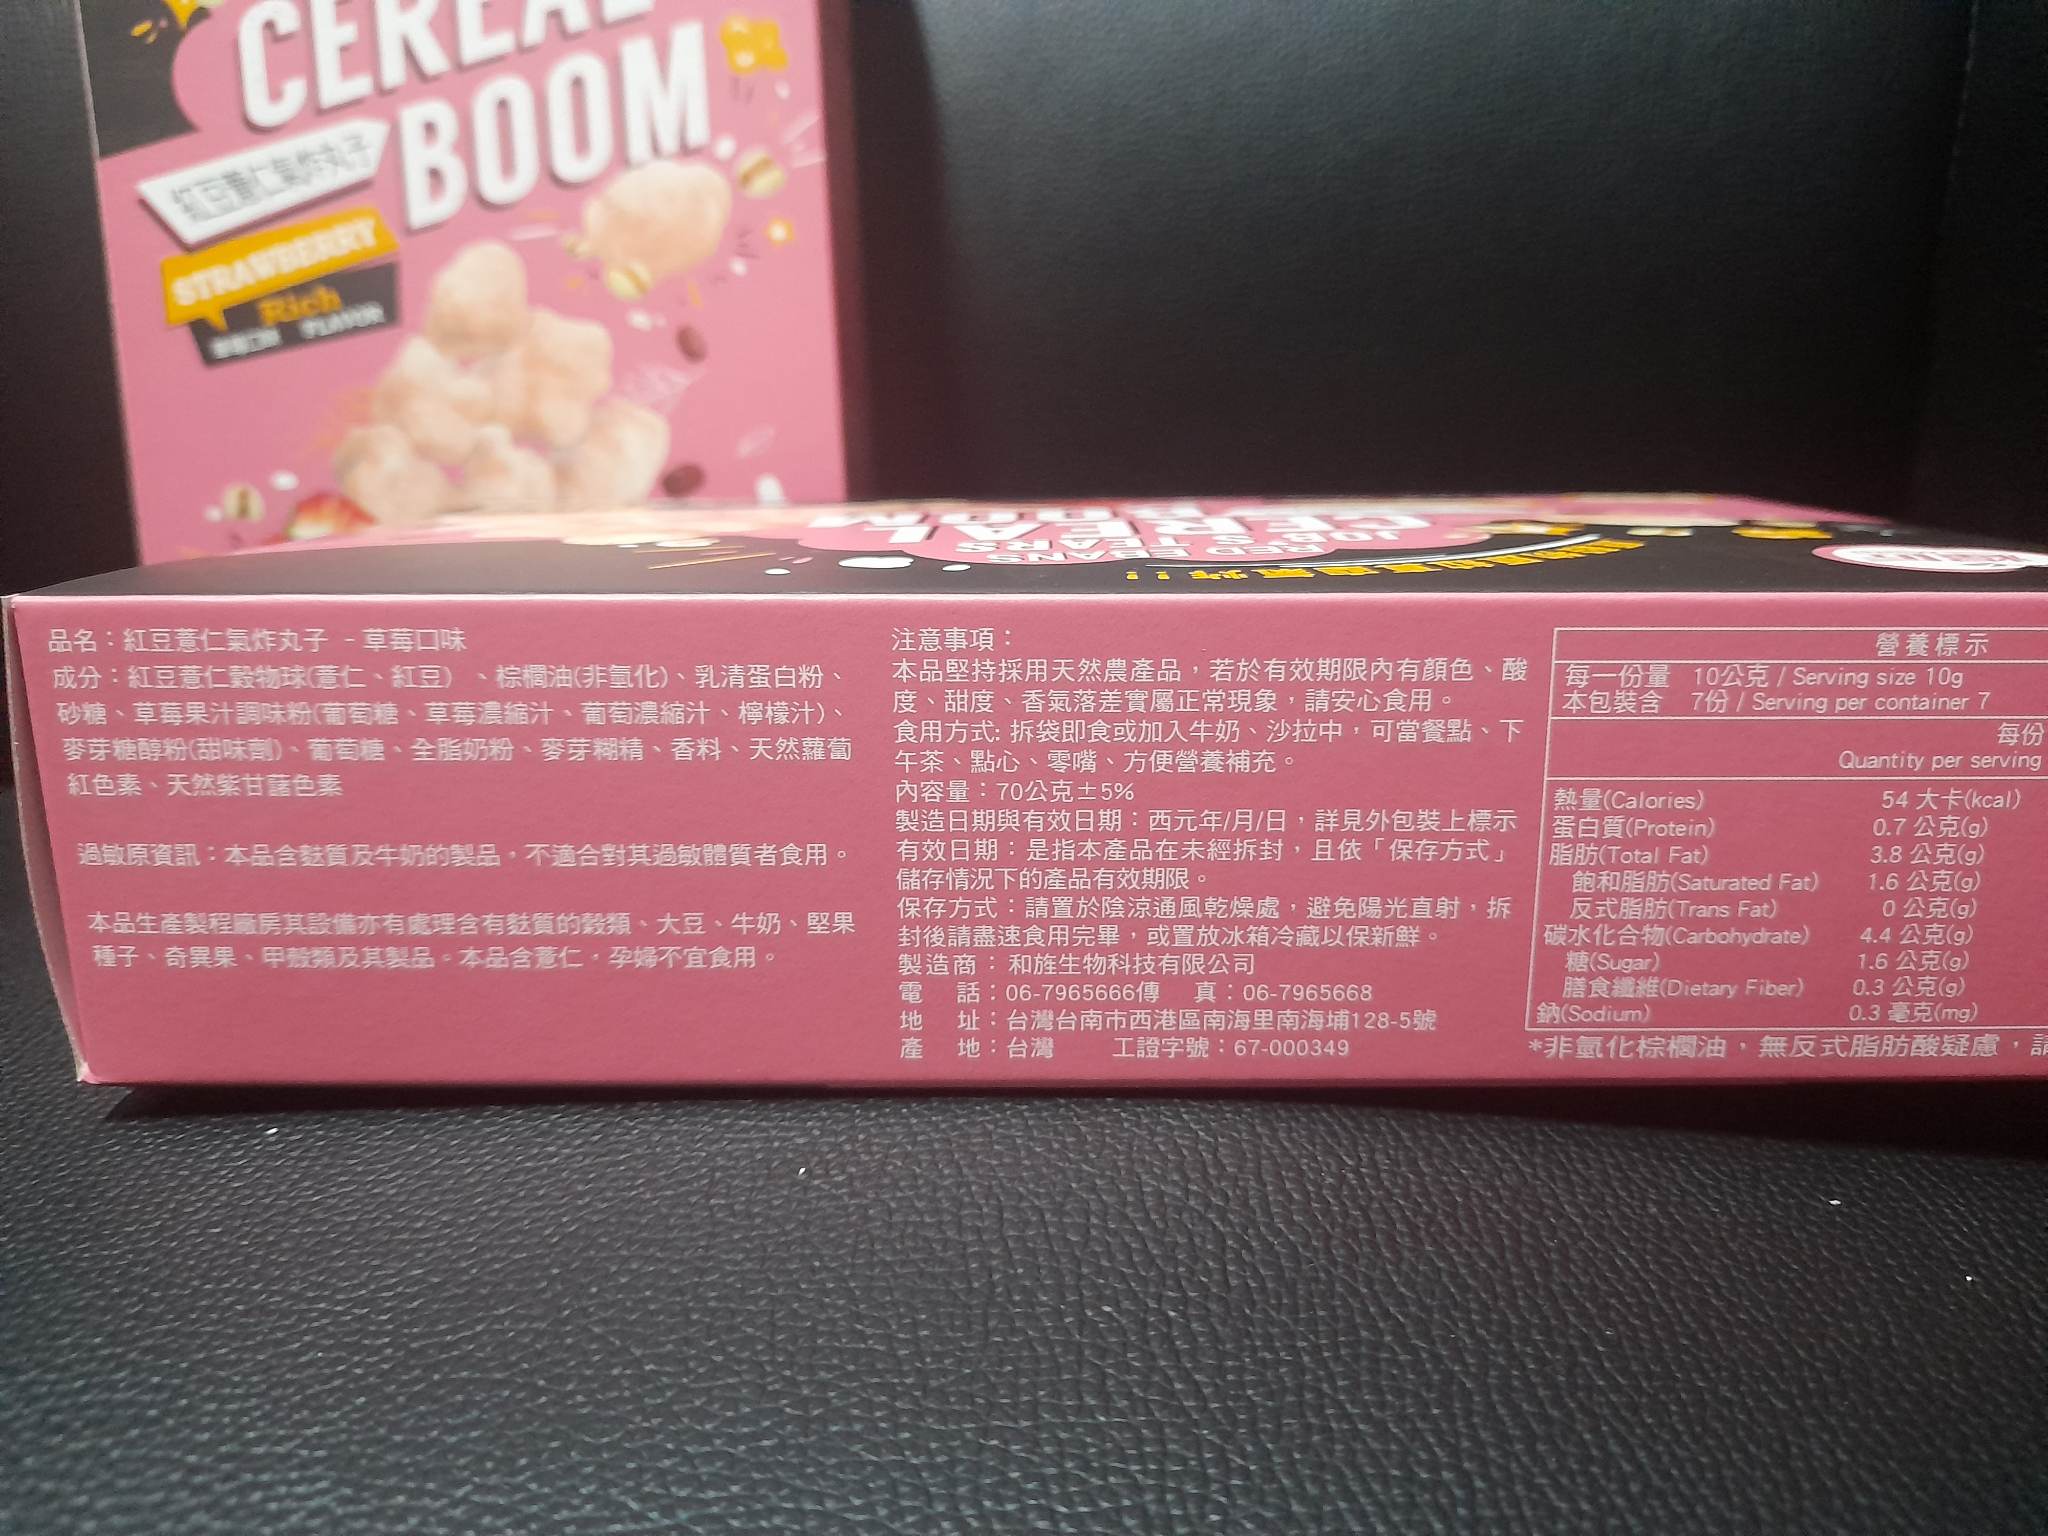 CEREAL
BOOM
紅豆薏仁氣炸丸子
STRAWBERRY
Rich
草莓口味 FLAVOR
CEREAL BOOM
RED EBANS
JOB'S TEARS
品名：紅豆薏仁氣炸丸子 - 草莓口味
成分：紅豆薏仁穀物球(薏仁、紅豆) 、棕櫚油(非氫化)、乳清蛋白粉、
砂糖、草莓果汁調味粉(葡萄糖、草莓濃縮汁、葡萄濃縮汁、檸檬汁)、
麥芽糖醇粉(甜味劑)、葡萄糖、全脂奶粉、麥芽糊精、香料、天然蘿蔔
紅色素、天然紫甘藷色素
過敏原資訊：本品含麩質及牛奶的製品，不適合對其過敏體質者食用。
本品生產製程廠房其設備亦有處理含有麩質的穀類、大豆、牛奶、堅果
種子、奇異果、甲殼類及其製品。本品含薏仁，孕婦不宜食用。
注意事項：
本品堅持採用天然農產品，若於有效期限內有顏色、酸
度、甜度、香氣落差實屬正常現象，請安心食用。
食用方式: 拆袋即食或加入牛奶、沙拉中，可當餐點、下
午茶、點心、零嘴、方便營養補充。
內容量：70公克±5%
製造日期與有效日期：西元年/月/日，詳見外包裝上標示
有效日期：是指本產品在未經拆封，且依「保存方式」
儲存情況下的產品有效期限。
保存方式：請置於陰涼通風乾燥處，避免陽光直射，拆
封後請盡速食用完畢，或置放冰箱冷藏以保新鮮。
製造商：和旌生物科技有限公司
電 話：06-7965666傳 真：06-7965668
地 址：台灣台南市西港區南海里南海埔128-5號
產 地：台灣 工證字號：67-000349
營養標示
每一份量 10公克 / Serving size 10g
本包裝含 7份 / Serving per container 7
每份
Quantity per serving
熱量(Calories) 54 大卡(kcal)
蛋白質(Protein) 0.7 公克(g)
脂肪(Total Fat) 3.8 公克(g)
飽和脂肪(Saturated Fat) 1.6 公克(g)
反式脂肪(Trans Fat) 0 公克(g)
碳水化合物(Carbohydrate) 4.4 公克(g)
糖(Sugar) 1.6 公克(g)
膳食纖維(Dietary Fiber) 0.3 公克(g)
鈉(Sodium) 0.3 毫克(mg)
*非氫化棕櫚油，無反式脂肪酸疑慮，請